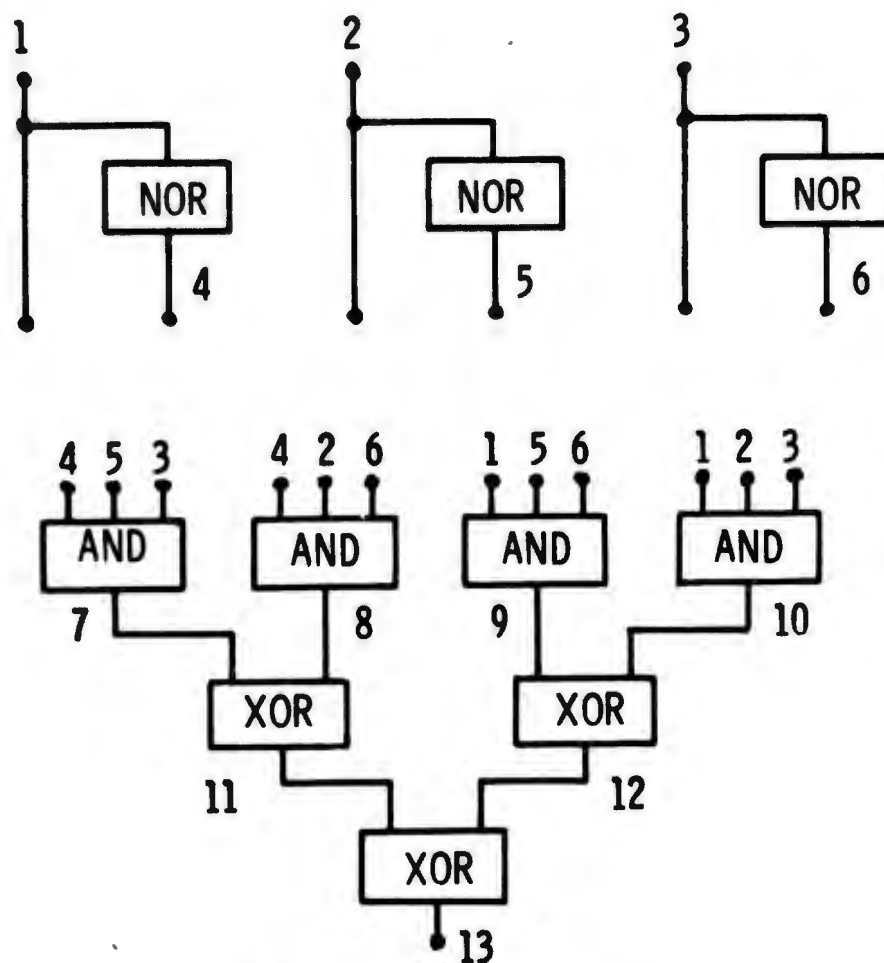 1 2 3
NOR NOR NOR
4 5 6
4 5 3 4 2 6 1 5 6 1 2 3
AND AND AND AND
7 8 9 10
XOR XOR
11 12
XOR
13